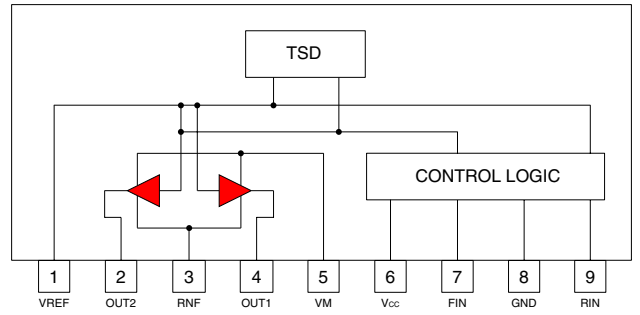 TSD
CONTROL LOGIC
1 2 3 4 5 6 7 8 9
VREF OUT2 RNF OUT1 VM Vcc FIN GND RIN